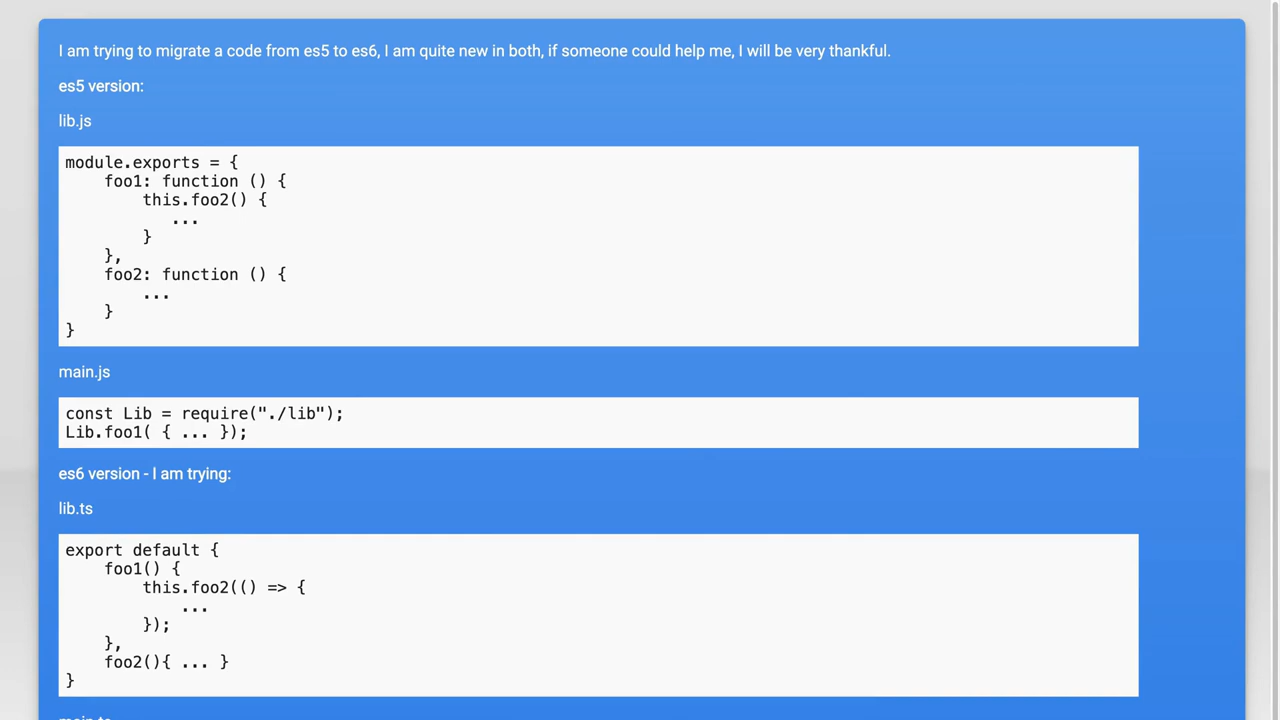 I am trying to migrate a code from es5 to es6, I am quite new in both, if someone could help me, I will be very thankful.
es5 version:
lib.js
module.exports = {
    foo1: function () {
        this.foo2() {
           ...
        }
    },
    foo2: function () {
        ...
    }
}
main.js
const Lib = require("./lib");
Lib.foo1( { ... });
es6 version - I am trying:
lib.ts
export default {
    foo1() {
        this.foo2(() => {
            ...
        });
    },
    foo2(){ ... }
}
main.ts